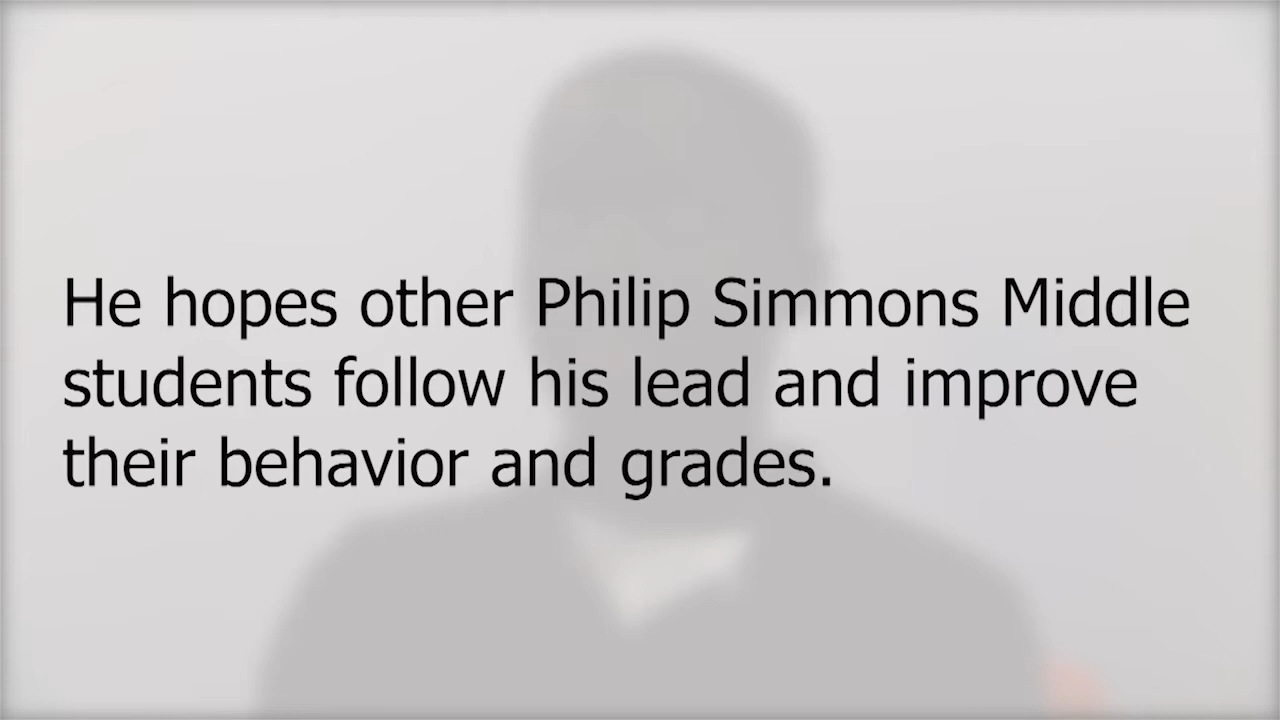 He hopes other Philip Simmons Middle
students follow his lead and improve
their behavior and grades.